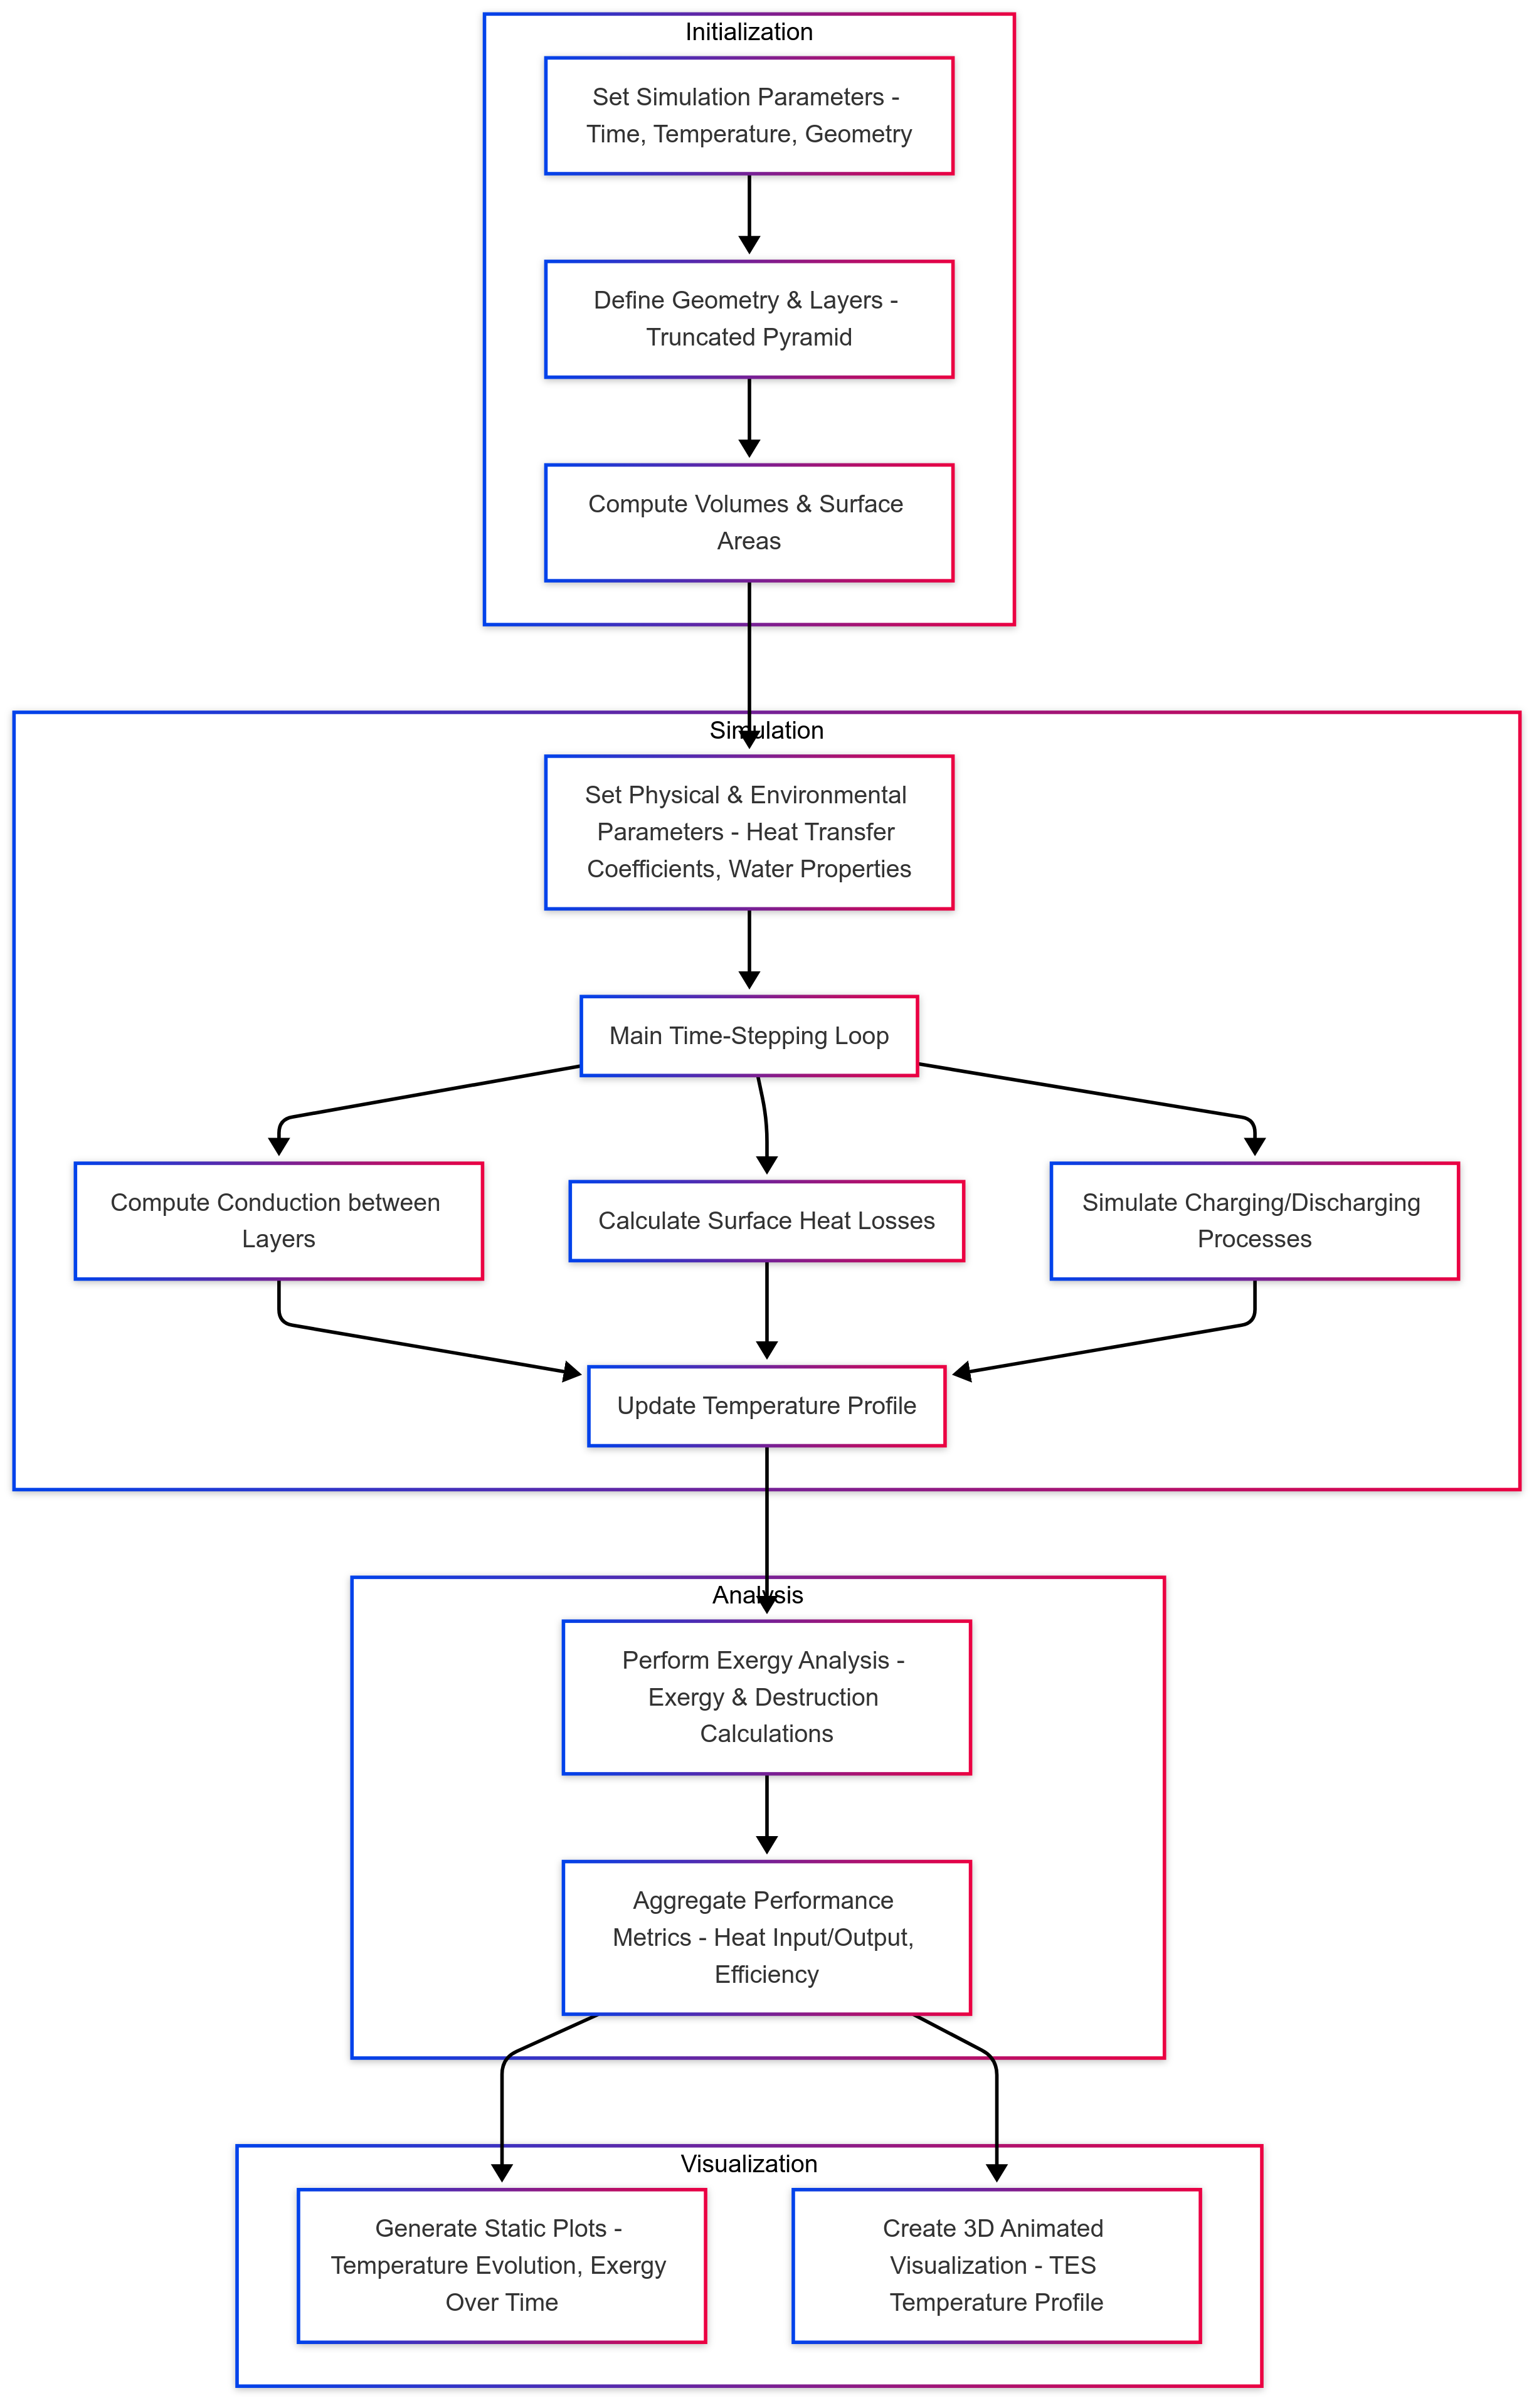 Initialization
Set Simulation Parameters -
Time, Temperature, Geometry
Define Geometry & Layers -
Truncated Pyramid
Compute Volumes & Surface
Areas
Simulation
Set Physical & Environmental
Parameters - Heat Transfer
Coefficients, Water Properties
Main Time-Stepping Loop
Compute Conduction between
Layers
Calculate Surface Heat Losses
Simulate Charging/Discharging
Processes
Update Temperature Profile
Analysis
Perform Exergy Analysis -
Exergy & Destruction
Calculations
Aggregate Performance
Metrics - Heat Input/Output,
Efficiency
Visualization
Generate Static Plots -
Temperature Evolution, Exergy
Over Time
Create 3D Animated
Visualization - TES
Temperature Profile